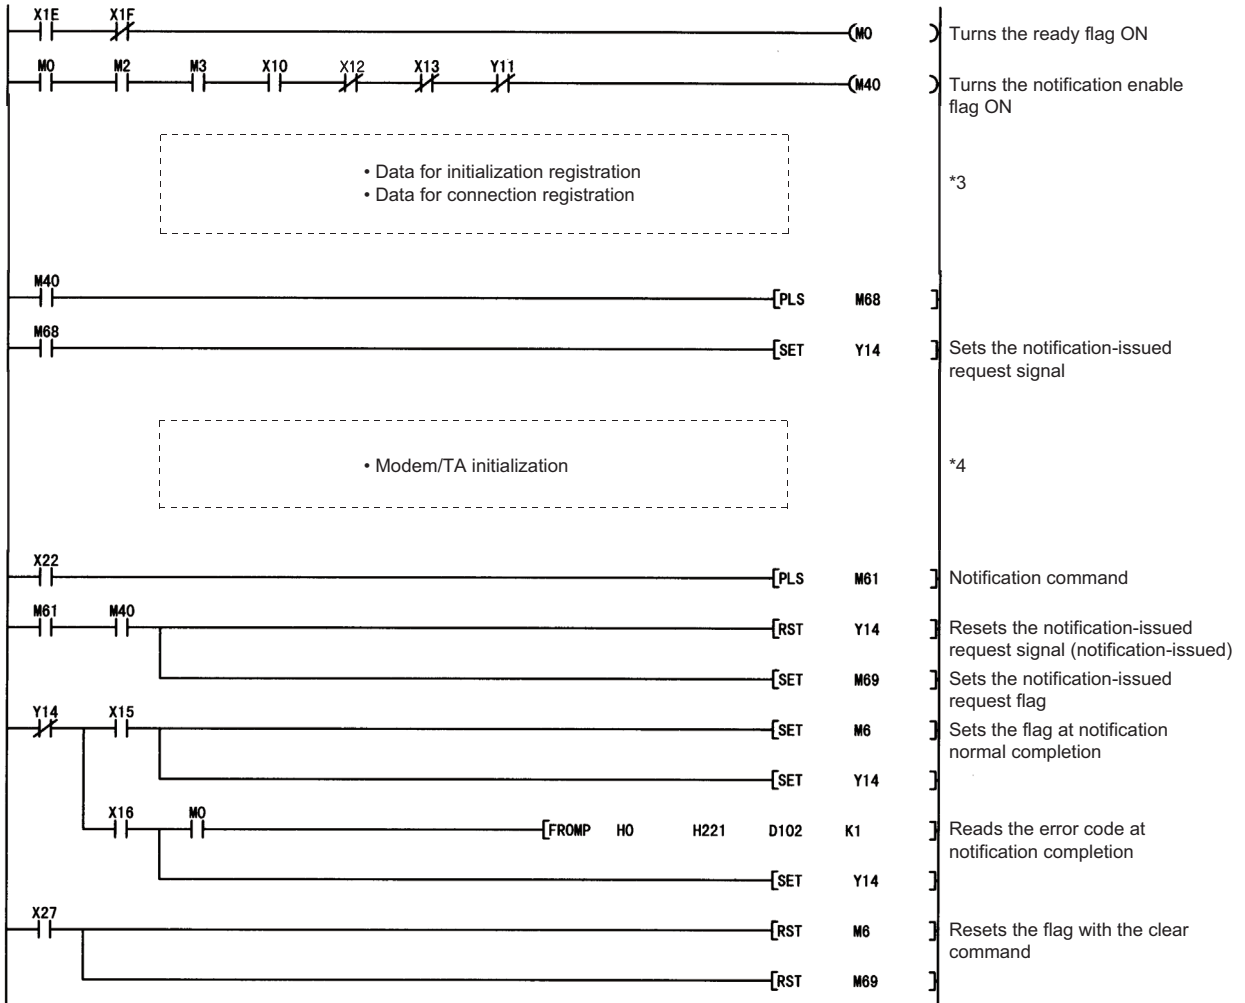 X1E X1F
(M0 ) Turns the ready flag ON
M0 M2 M3 X10 X12 X13 Y11
(M40 ) Turns the notification enable
flag ON
• Data for initialization registration
• Data for connection registration
*3
M40
[PLS M68 ]
M68
[SET Y14 ] Sets the notification-issued
request signal
• Modem/TA initialization
*4
X22
[PLS M61 ] Notification command
M61 M40
[RST Y14 ] Resets the notification-issued
request signal (notification-issued)
[SET M69 ] Sets the notification-issued
request flag
Y14 X15
[SET M6 ] Sets the flag at notification
normal completion
[SET Y14 ]
X16 M0
[FROMP H0 H221 D102 K1 ] Reads the error code at
notification completion
[SET Y14 ]
X27
[RST M6 ] Resets the flag with the clear
command
[RST M69 ]